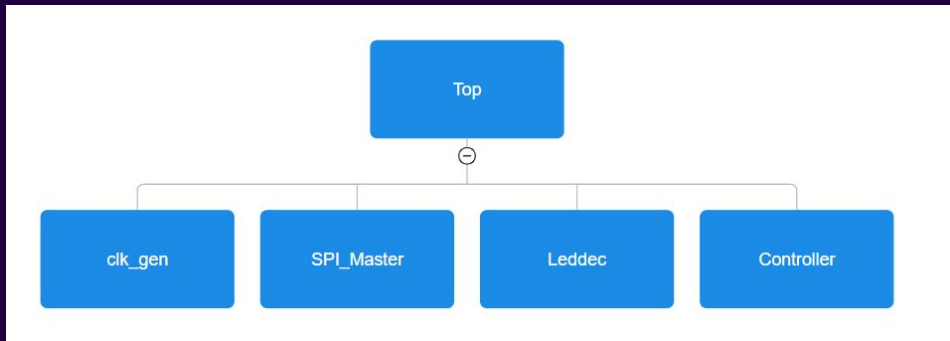 Top
clk_gen
SPI_Master
Leddec
Controller